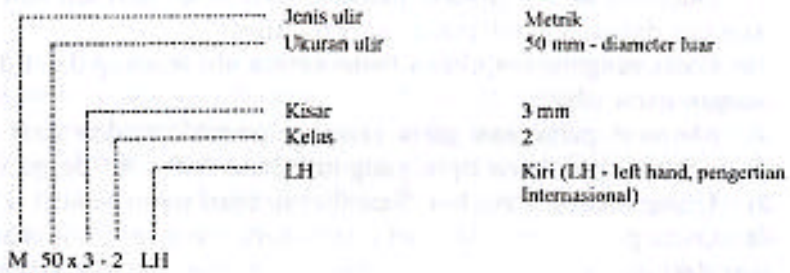 Jenis ulir Metrik
Ukuran ulir 50 mm - diameter luar
Kisar 3 mm
Kelas 2
LH Kiri (LH - left hand, pengertian
Internasional)
M 50 x 3 - 2 LH